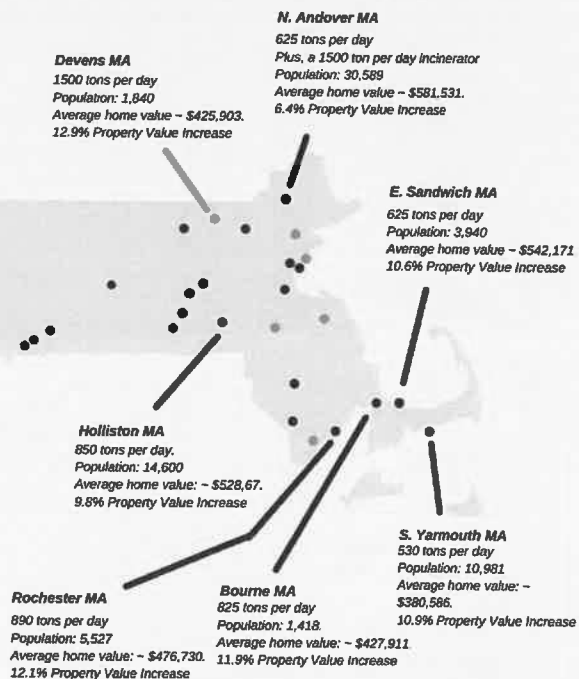 N. Andover MA
625 tons per day
Plus, a 1500 ton per day incinerator
Population: 30,589
Average home value ~ $581,531.
6.4% Property Value Increase
Devens MA
1500 tons per day
Population: 1,840
Average home value ~ $425,903.
12.9% Property Value Increase
E. Sandwich MA
625 tons per day
Population: 3,940
Average home value ~ $542,171
10.6% Property Value Increase
Holliston MA
850 tons per day.
Population: 14,600
Average home value: ~ $528,67.
9.8% Property Value Increase
S. Yarmouth MA
530 tons per day
Population: 10,981
Average home value: ~
$380,586.
10.9% Property Value Increase
Rochester MA
890 tons per day
Population: 5,527
Average home value: ~ $476,730.
12.1% Property Value Increase
Bourne MA
825 tons per day
Population: 1,418.
Average home value: ~ $427,911
11.9% Property Value Increase